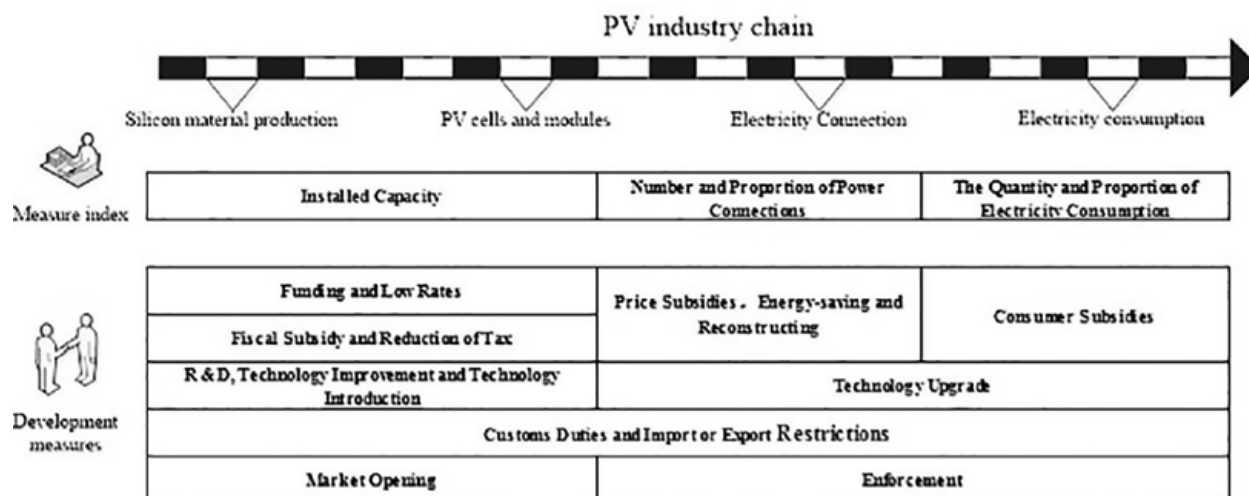 PV industry chain
Silicon material production
PV cells and modules
Electricity Connection
Electricity consumption
Measure index
Installed Capacity
Number and Proportion of Power
Connections
The Quantity and Proportion of
Electricity Consumption
Development
measures
Funding and Low Rates
Fiscal Subsidy and Reduction of Tax
Price Subsidies、Energy-saving and
Reconstructing
Consumer Subsidies
R & D, Technology Improvement and Technology
Introduction
Technology Upgrade
Customs Duties and Import or Export Restrictions
Market Opening
Enforcement